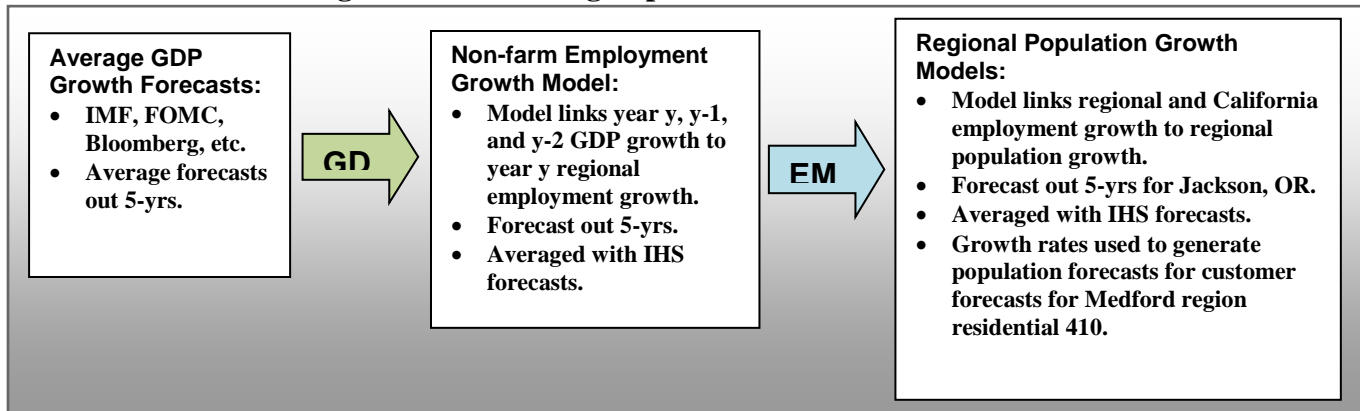 Average GDP
Growth Forecasts:
• IMF, FOMC,
Bloomberg, etc.
• Average forecasts
out 5-yrs.
GD
Non-farm Employment
Growth Model:
• Model links year y, y-1,
and y-2 GDP growth to
year y regional
employment growth.
• Forecast out 5-yrs.
• Averaged with IHS
forecasts.
EM
Regional Population Growth
Models:
• Model links regional and California
employment growth to regional
population growth.
• Forecast out 5-yrs for Jackson, OR.
• Averaged with IHS forecasts.
• Growth rates used to generate
population forecasts for customer
forecasts for Medford region
residential 410.